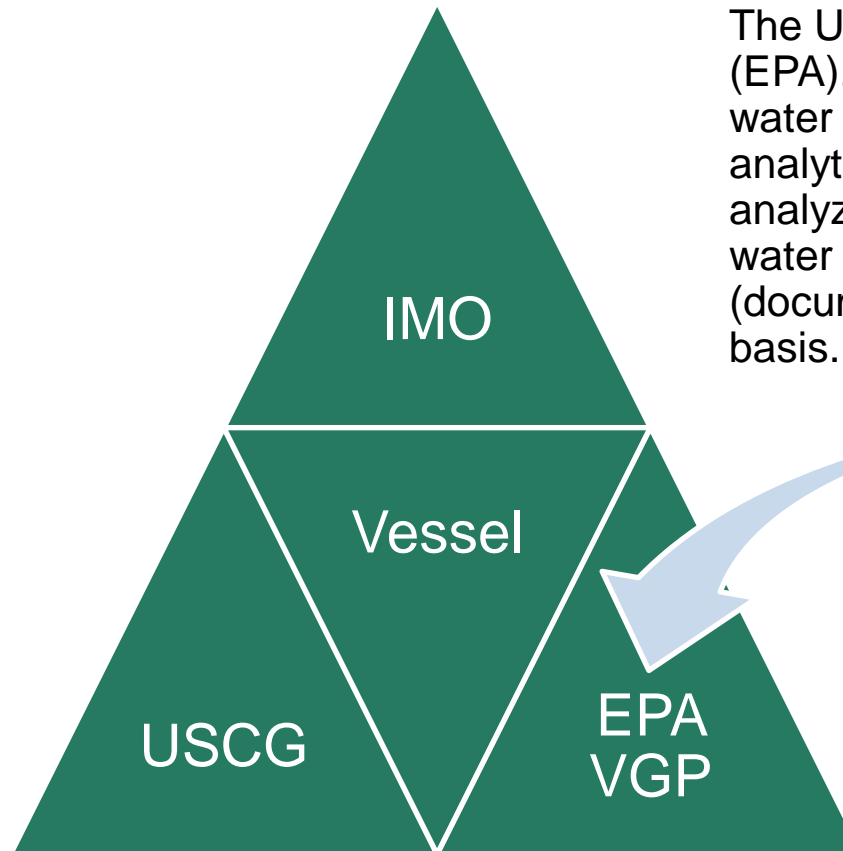 The U
(EPA)
water
analyt
analyz
water
(docur
basis.
IMO
Vessel
USCG
EPA
VGP